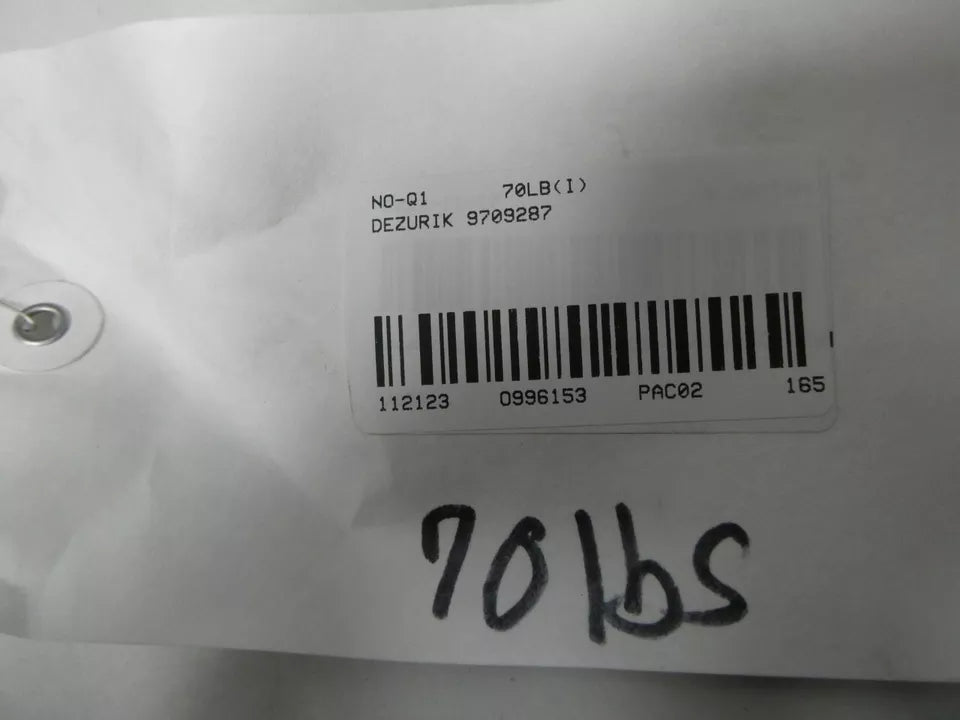 NO-Q1 70LB(I)
DEZURIK 9709287
112123 0996153 PAC02 165
70lbs